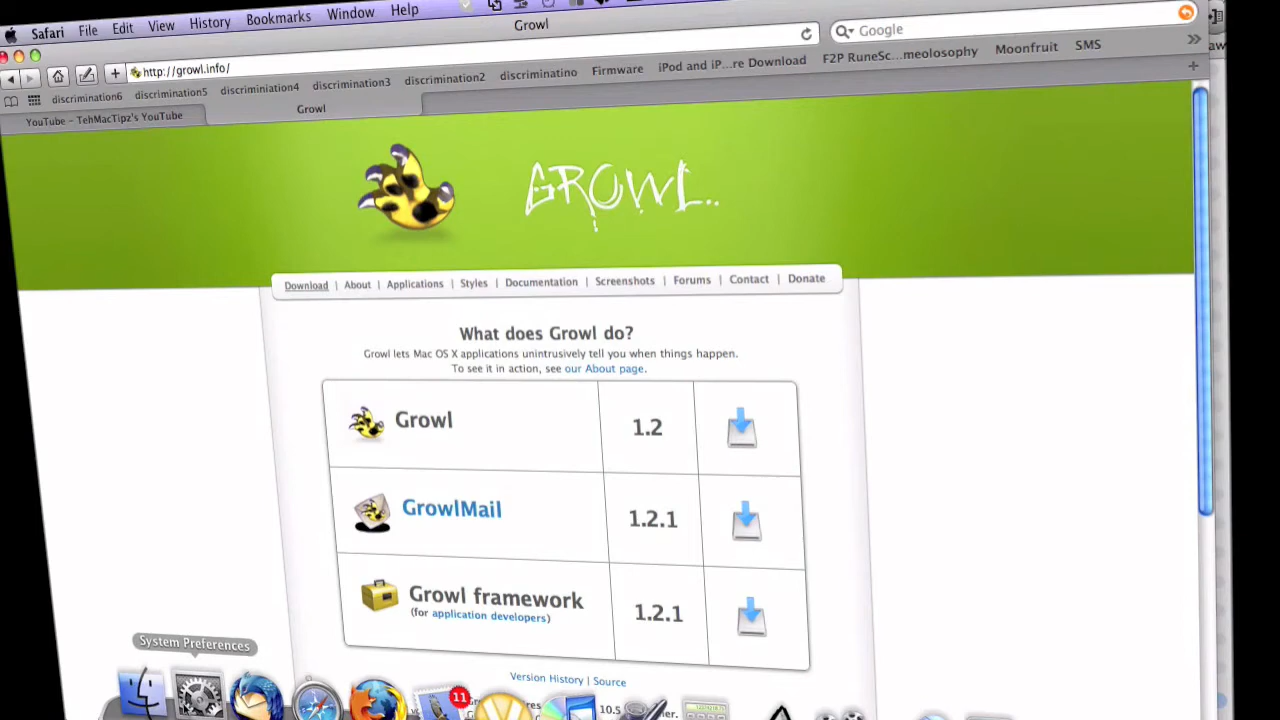 Safari File Edit View History Bookmarks Window Help
Growl
http://growl.info/
Google
discrimination6 discrimination5 discriminiation4 discrimination3 discrimination2 discriminatino Firmware iPod and iP...re Download F2P RuneSc...meolosophy Moonfruit SMS
YouTube - TehMacTipz's YouTube
Growl
GROWL..
Download | About | Applications | Styles | Documentation | Screenshots | Forums | Contact | Donate
What does Growl do?
Growl lets Mac OS X applications unintrusively tell you when things happen.
To see it in action, see our About page.
Growl 1.2
GrowlMail 1.2.1
Growl framework 1.2.1
(for application developers)
System Preferences
Version History | Source
11
10.5